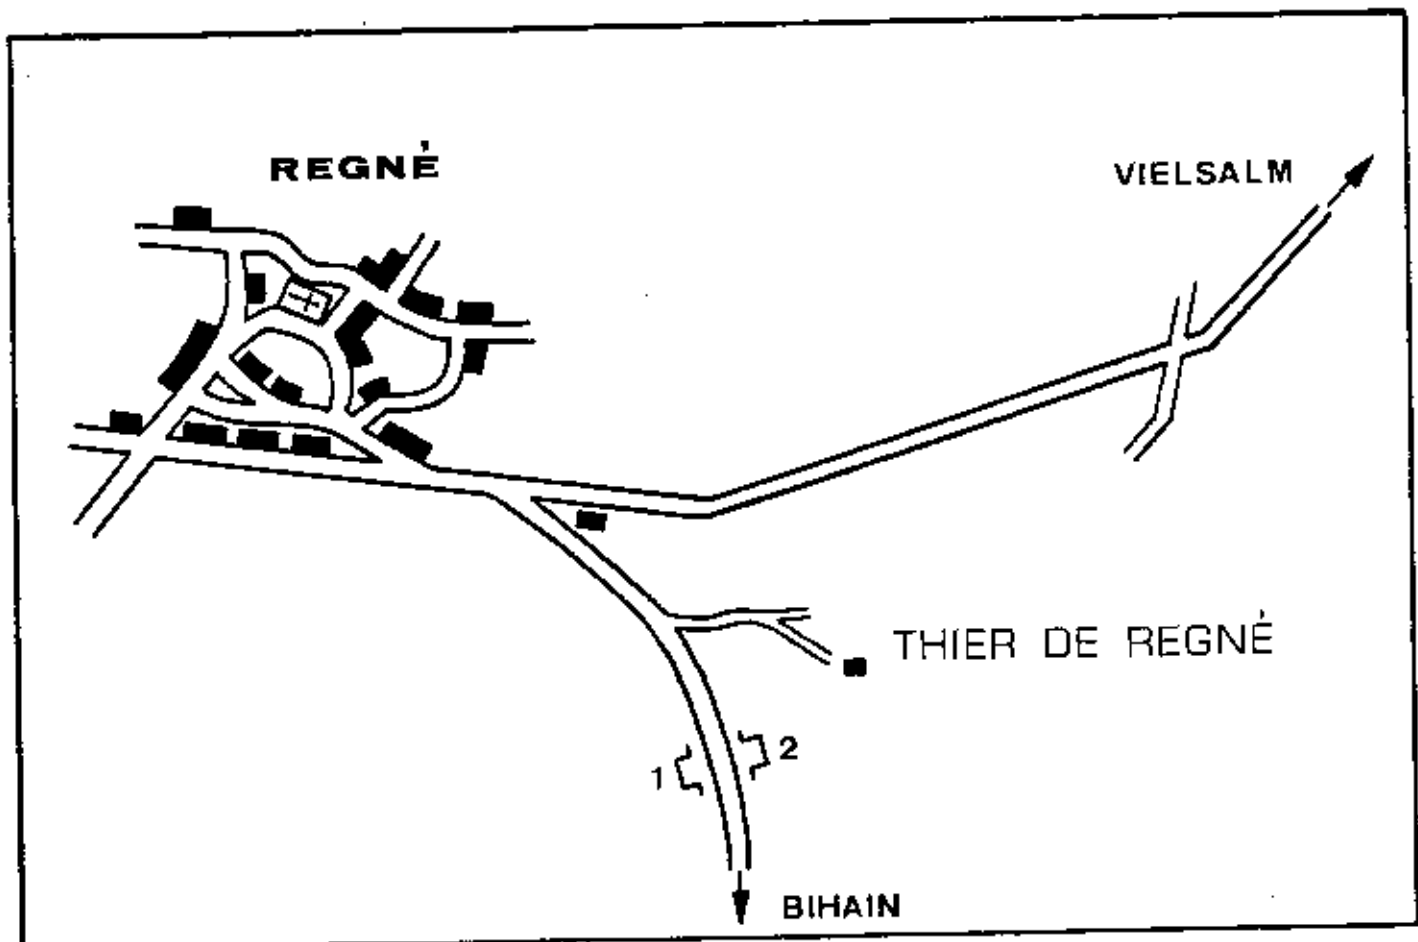 REGNÉ
VIELSALM
THIER DE REGNÉ
1
2
BIHAIN